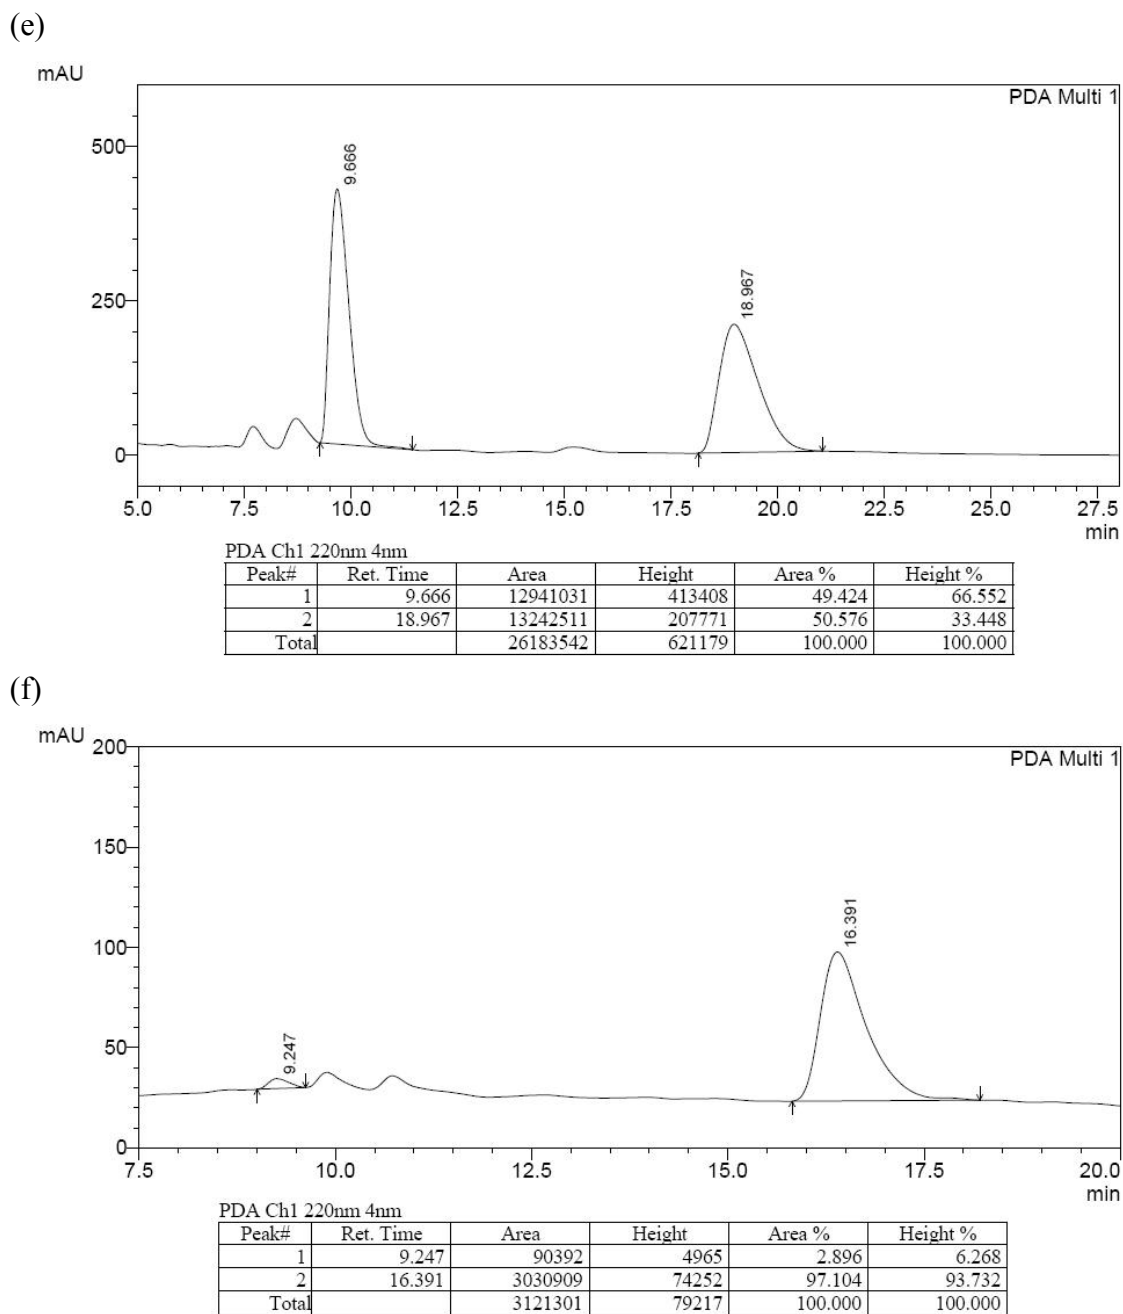 (e)
mAU
PDA Multi 1
500
9.666
250
18.967
0
5.0 7.5 10.0 12.5 15.0 17.5 20.0 22.5 25.0 27.5
min
PDA Ch1 220nm 4nm
Peak# Ret. Time Area Height Area % Height %
1 9.666 12941031 413408 49.424 66.552
2 18.967 13242511 207771 50.576 33.448
Total 26183542 621179 100.000 100.000
(f)
mAU
200
PDA Multi 1
150
16.391
100
9.247
50
0
7.5 10.0 12.5 15.0 17.5 20.0
min
PDA Ch1 220nm 4nm
Peak# Ret. Time Area Height Area % Height %
1 9.247 90392 4965 2.896 6.268
2 16.391 3030909 74252 97.104 93.732
Total 3121301 79217 100.000 100.000